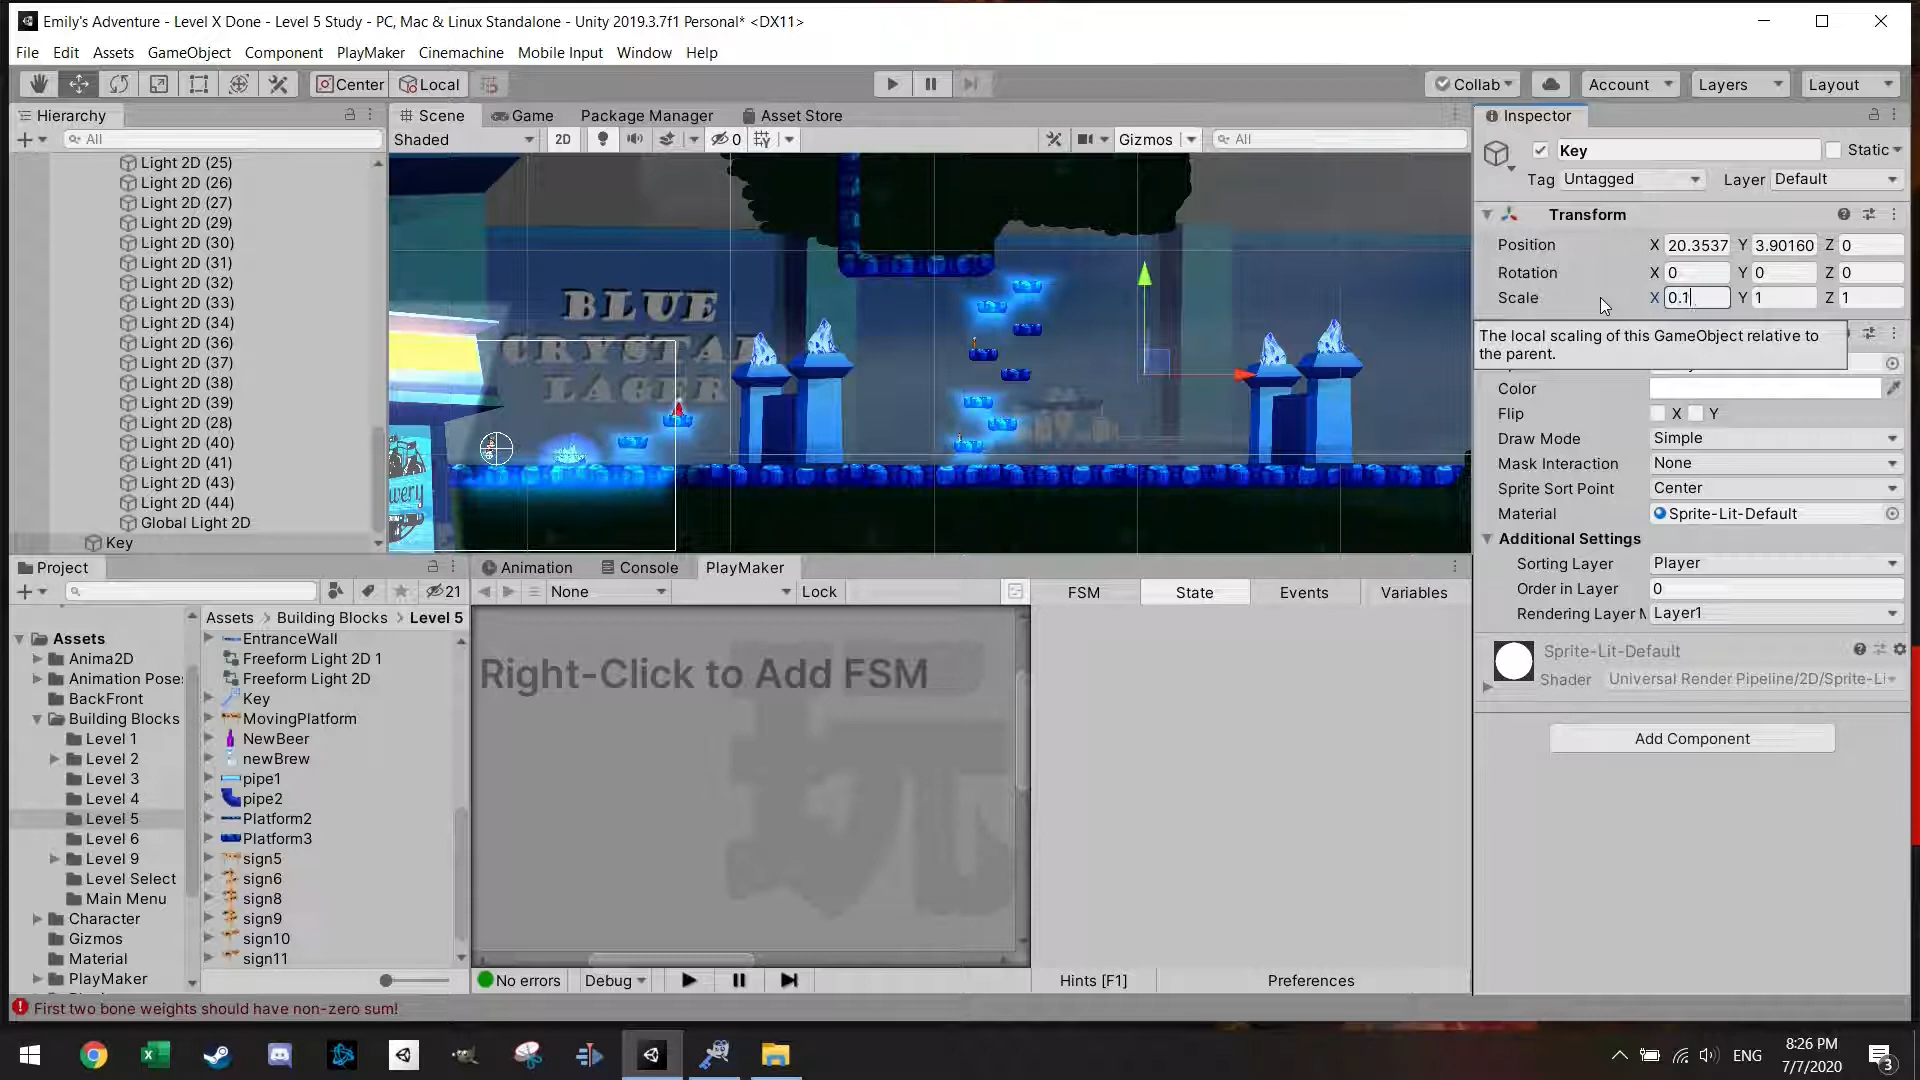 Emily's Adventure - Level X Done - Level 5 Study - PC, Mac & Linux Standalone - Unity 2019.3.7f1 Personal* <DX11>
File Edit Assets GameObject Component PlayMaker Cinemachine Mobile Input Window Help
Center Local Collab Account Layers Layout
Hierarchy
All
Light 2D (25)
Light 2D (26)
Light 2D (27)
Light 2D (29)
Light 2D (30)
Light 2D (31)
Light 2D (32)
Light 2D (33)
Light 2D (34)
Light 2D (36)
Light 2D (37)
Light 2D (38)
Light 2D (39)
Light 2D (28)
Light 2D (40)
Light 2D (41)
Light 2D (43)
Light 2D (44)
Global Light 2D
Key
Scene Game Package Manager Asset Store
Shaded 2D 0 Gizmos All
BLUE
CRYSTAL
LAGER
Inspector
Key Static
Tag Untagged Layer Default
Transform
Position X 20.3537 Y 3.90160 Z 0
Rotation X 0 Y 0 Z 0
Scale X 0.1 Y 1 Z 1
The local scaling of this GameObject relative to
the parent.
Color
Flip X Y
Draw Mode Simple
Mask Interaction None
Sprite Sort Point Center
Material Sprite-Lit-Default
Additional Settings
Sorting Layer Player
Order in Layer 0
Rendering Layer M Layer1
Sprite-Lit-Default
Shader Universal Render Pipeline/2D/Sprite-Li
Add Component
Project
21
Assets
Anima2D
Animation Pose
BackFront
Building Blocks
Level 1
Level 2
Level 3
Level 4
Level 5
Level 6
Level 9
Level Select
Main Menu
Character
Gizmos
Material
PlayMaker
Assets Building Blocks Level 5
EntranceWall
Freeform Light 2D 1
Freeform Light 2D
Key
MovingPlatform
NewBeer
newBrew
pipe1
pipe2
Platform2
Platform3
sign5
sign6
sign8
sign9
sign10
sign11
Animation Console PlayMaker
None Lock
Right-Click to Add FSM
FSM State Events Variables
No errors Debug Hints [F1] Preferences
First two bone weights should have non-zero sum!
ENG
8:26 PM
7/7/2020
3